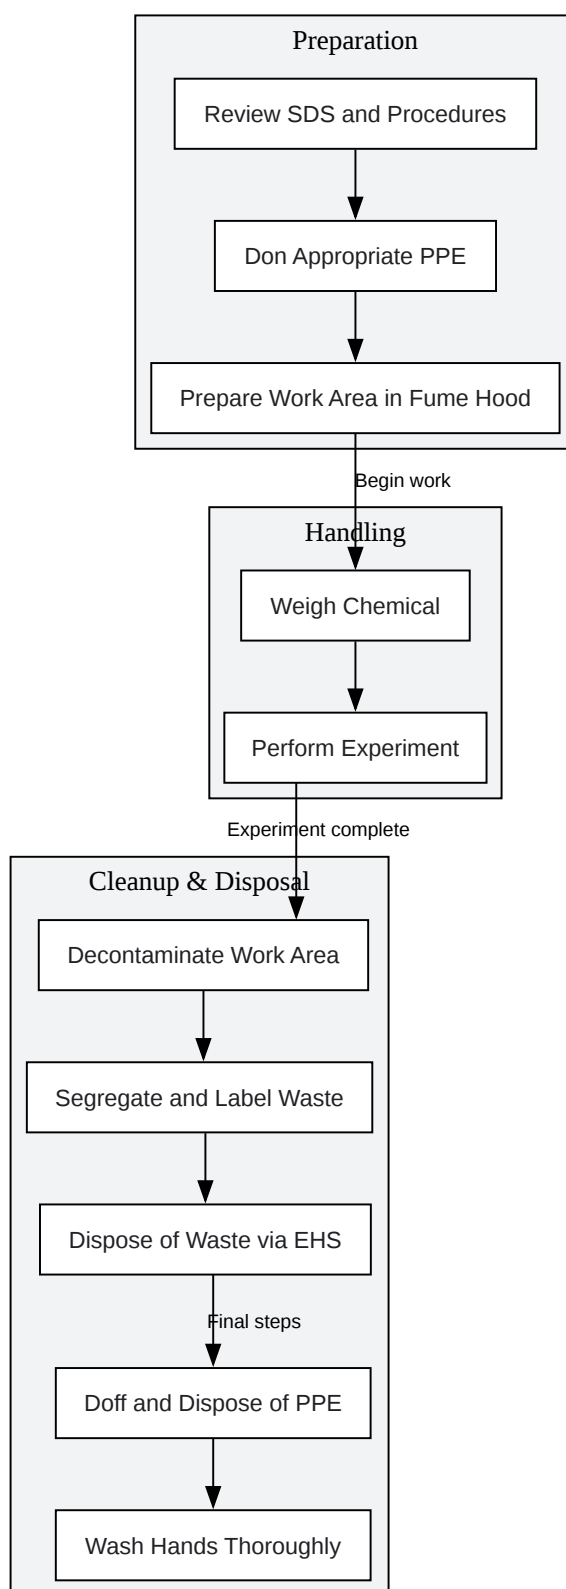 Preparation
Review SDS and Procedures
Don Appropriate PPE
Prepare Work Area in Fume Hood
Begin work
Handling
Weigh Chemical
Perform Experiment
Experiment complete
Cleanup & Disposal
Decontaminate Work Area
Segregate and Label Waste
Dispose of Waste via EHS
Final steps
Doff and Dispose of PPE
Wash Hands Thoroughly